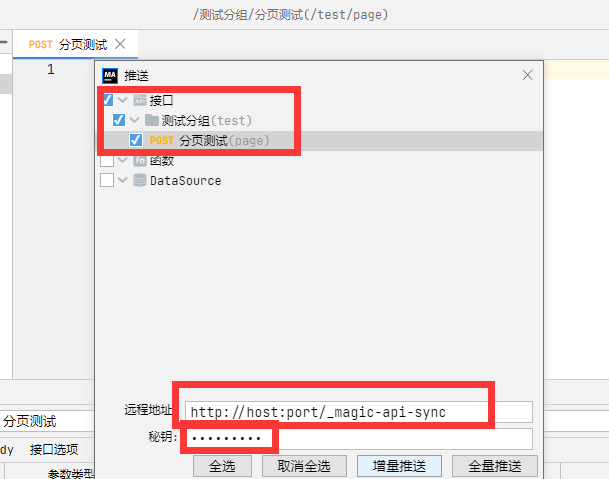 /测试分组/分页测试(/test/page)
POST 分页测试
1
MA 推送
API 接口
测试分组(test)
POST 分页测试(page)
fn 函数
DataSource
远程地址
http://host:port/_magic-api-sync
秘钥:
•••••••••
全选 取消全选 增量推送 全量推送
分页测试
dy 接口选项
参数类型